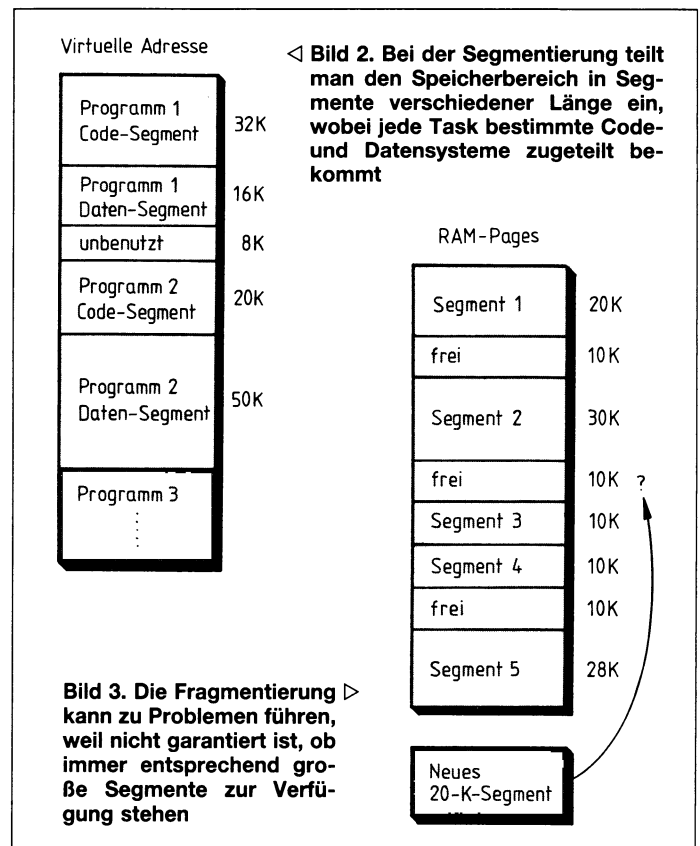 Virtuelle Adresse
Programm 1
Code-Segment
32K
Programm 1
Daten-Segment
16K
unbenutzt
8K
Programm 2
Code-Segment
20K
Programm 2
Daten-Segment
50K
Programm 3
◁ Bild 2. Bei der Segmentierung teilt
man den Speicherbereich in Seg-
mente verschiedener Länge ein,
wobei jede Task bestimmte Code-
und Datensysteme zugeteilt be-
kommt
RAM-Pages
Segment 1
20K
frei
10K
Segment 2
30K
frei
10K ?
Segment 3
10K
Segment 4
10K
frei
10K
Segment 5
28K
Neues
20-K-Segment
Bild 3. Die Fragmentierung ▷
kann zu Problemen führen,
weil nicht garantiert ist, ob
immer entsprechend gro-
ße Segmente zur Verfü-
gung stehen